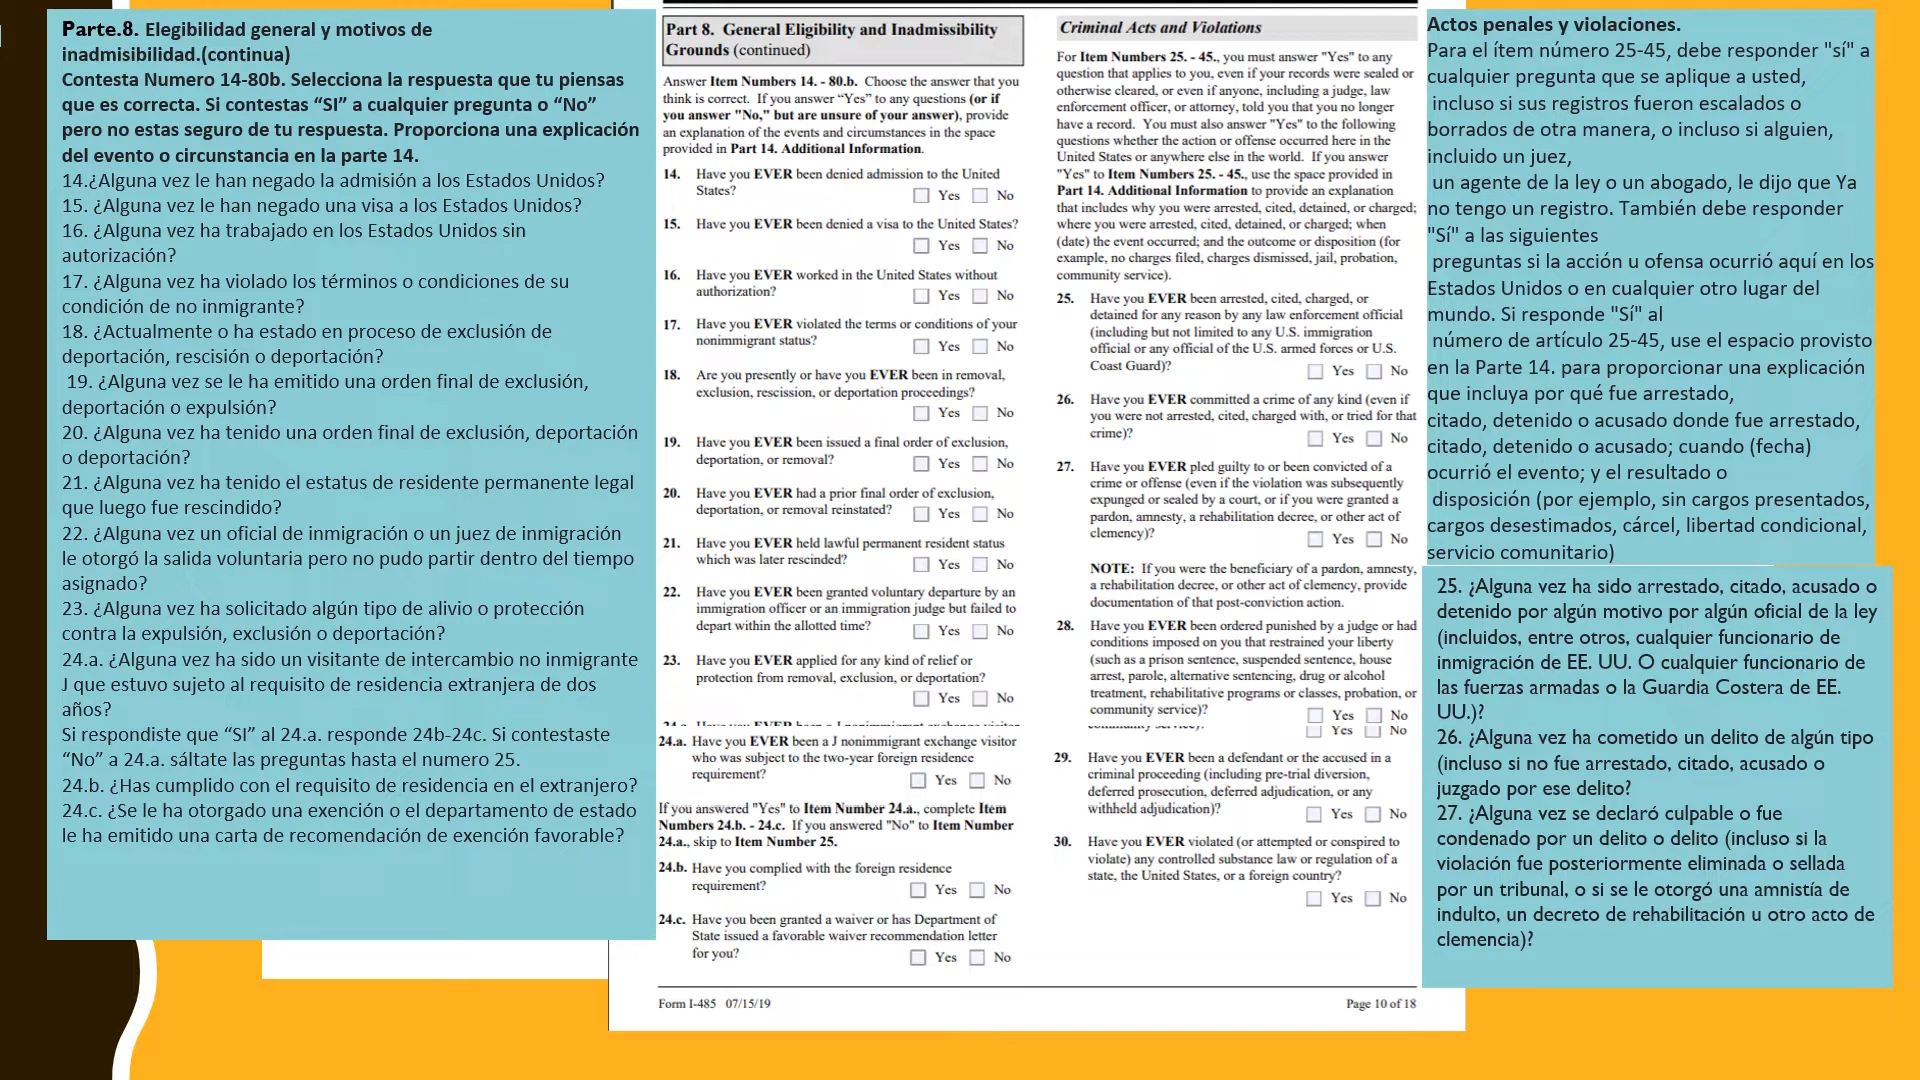 Parte.8. Elegibilidad general y motivos de
inadmisibilidad.(continua)
Contesta Numero 14-80b. Selecciona la respuesta que tu piensas
que es correcta. Si contestas “SI” a cualquier pregunta o “No”
pero no estas seguro de tu respuesta. Proporciona una explicación
del evento o circunstancia en la parte 14.
14.¿Alguna vez le han negado la admisión a los Estados Unidos?
15. ¿Alguna vez le han negado una visa a los Estados Unidos?
16. ¿Alguna vez ha trabajado en los Estados Unidos sin
autorización?
17. ¿Alguna vez ha violado los términos o condiciones de su
condición de no inmigrante?
18. ¿Actualmente o ha estado en proceso de exclusión de
deportación, rescisión o deportación?
19. ¿Alguna vez se le ha emitido una orden final de exclusión,
deportación o expulsión?
20. ¿Alguna vez ha tenido una orden final de exclusión, deportación
o deportación?
21. ¿Alguna vez ha tenido el estatus de residente permanente legal
que luego fue rescindido?
22. ¿Alguna vez un oficial de inmigración o un juez de inmigración
le otorgó la salida voluntaria pero no pudo partir dentro del tiempo
asignado?
23. ¿Alguna vez ha solicitado algún tipo de alivio o protección
contra la expulsión, exclusión o deportación?
24.a. ¿Alguna vez ha sido un visitante de intercambio no inmigrante
J que estuvo sujeto al requisito de residencia extranjera de dos
años?
Si respondiste que “SI” al 24.a. responde 24b-24c. Si contestaste
“No” a 24.a. sáltate las preguntas hasta el numero 25.
24.b. ¿Has cumplido con el requisito de residencia en el extranjero?
24.c. ¿Se le ha otorgado una exención o el departamento de estado
le ha emitido una carta de recomendación de exención favorable?
Part 8. General Eligibility and Inadmissibility
Grounds (continued)
Answer Item Numbers 14. - 80.b. Choose the answer that you
think is correct. If you answer “Yes” to any questions (or if
you answer "No," but are unsure of your answer), provide
an explanation of the events and circumstances in the space
provided in Part 14. Additional Information.
14. Have you EVER been denied admission to the United
States? Yes No
15. Have you EVER been denied a visa to the United States?
Yes No
16. Have you EVER worked in the United States without
authorization? Yes No
17. Have you EVER violated the terms or conditions of your
nonimmigrant status? Yes No
18. Are you presently or have you EVER been in removal,
exclusion, rescission, or deportation proceedings?
Yes No
19. Have you EVER been issued a final order of exclusion,
deportation, or removal? Yes No
20. Have you EVER had a prior final order of exclusion,
deportation, or removal reinstated? Yes No
21. Have you EVER held lawful permanent resident status
which was later rescinded? Yes No
22. Have you EVER been granted voluntary departure by an
immigration officer or an immigration judge but failed to
depart within the allotted time? Yes No
23. Have you EVER applied for any kind of relief or
protection from removal, exclusion, or deportation?
Yes No
24.a. Have you EVER been a J nonimmigrant exchange visitor
who was subject to the two-year foreign residence
requirement? Yes No
If you answered "Yes" to Item Number 24.a., complete Item
Numbers 24.b. - 24.c. If you answered "No" to Item Number
24.a., skip to Item Number 25.
24.b. Have you complied with the foreign residence
requirement? Yes No
24.c. Have you been granted a waiver or has Department of
State issued a favorable waiver recommendation letter
for you? Yes No
Form I-485 07/15/19
Criminal Acts and Violations
For Item Numbers 25. - 45., you must answer "Yes" to any
question that applies to you, even if your records were sealed or
otherwise cleared, or even if anyone, including a judge, law
enforcement officer, or attorney, told you that you no longer
have a record. You must also answer "Yes" to the following
questions whether the action or offense occurred here in the
United States or anywhere else in the world. If you answer
"Yes" to Item Numbers 25. - 45., use the space provided in
Part 14. Additional Information to provide an explanation
that includes why you were arrested, cited, detained, or charged;
where you were arrested, cited, detained, or charged; when
(date) the event occurred; and the outcome or disposition (for
example, no charges filed, charges dismissed, jail, probation,
community service).
25. Have you EVER been arrested, cited, charged, or
detained for any reason by any law enforcement official
(including but not limited to any U.S. immigration
official or any official of the U.S. armed forces or U.S.
Coast Guard)? Yes No
26. Have you EVER committed a crime of any kind (even if
you were not arrested, cited, charged with, or tried for that
crime)? Yes No
27. Have you EVER pled guilty to or been convicted of a
crime or offense (even if the violation was subsequently
expunged or sealed by a court, or if you were granted a
pardon, amnesty, a rehabilitation decree, or other act of
clemency)? Yes No
NOTE: If you were the beneficiary of a pardon, amnesty,
a rehabilitation decree, or other act of clemency, provide
documentation of that post-conviction action.
28. Have you EVER been ordered punished by a judge or had
conditions imposed on you that restrained your liberty
(such as a prison sentence, suspended sentence, house
arrest, parole, alternative sentencing, drug or alcohol
treatment, rehabilitative programs or classes, probation, or
community service)? Yes No
Yes No
29. Have you EVER been a defendant or the accused in a
criminal proceeding (including pre-trial diversion,
deferred prosecution, deferred adjudication, or any
withheld adjudication)? Yes No
30. Have you EVER violated (or attempted or conspired to
violate) any controlled substance law or regulation of a
state, the United States, or a foreign country?
Yes No
Page 10 of 18
Actos penales y violaciones.
Para el ítem número 25-45, debe responder "sí" a
cualquier pregunta que se aplique a usted,
incluso si sus registros fueron escalados o
borrados de otra manera, o incluso si alguien,
incluido un juez,
un agente de la ley o un abogado, le dijo que Ya
no tengo un registro. También debe responder
"Sí" a las siguientes
preguntas si la acción u ofensa ocurrió aquí en los
Estados Unidos o en cualquier otro lugar del
mundo. Si responde "Sí" al
número de artículo 25-45, use el espacio provisto
en la Parte 14. para proporcionar una explicación
que incluya por qué fue arrestado,
citado, detenido o acusado donde fue arrestado,
citado, detenido o acusado; cuando (fecha)
ocurrió el evento; y el resultado o
disposición (por ejemplo, sin cargos presentados,
cargos desestimados, cárcel, libertad condicional,
servicio comunitario)
25. ¿Alguna vez ha sido arrestado, citado, acusado o
detenido por algún motivo por algún oficial de la ley
(incluidos, entre otros, cualquier funcionario de
inmigración de EE. UU. O cualquier funcionario de
las fuerzas armadas o la Guardia Costera de EE.
UU.)?
26. ¿Alguna vez ha cometido un delito de algún tipo
(incluso si no fue arrestado, citado, acusado o
juzgado por ese delito?
27. ¿Alguna vez se declaró culpable o fue
condenado por un delito o delito (incluso si la
violación fue posteriormente eliminada o sellada
por un tribunal, o si se le otorgó una amnistía de
indulto, un decreto de rehabilitación u otro acto de
clemencia)?